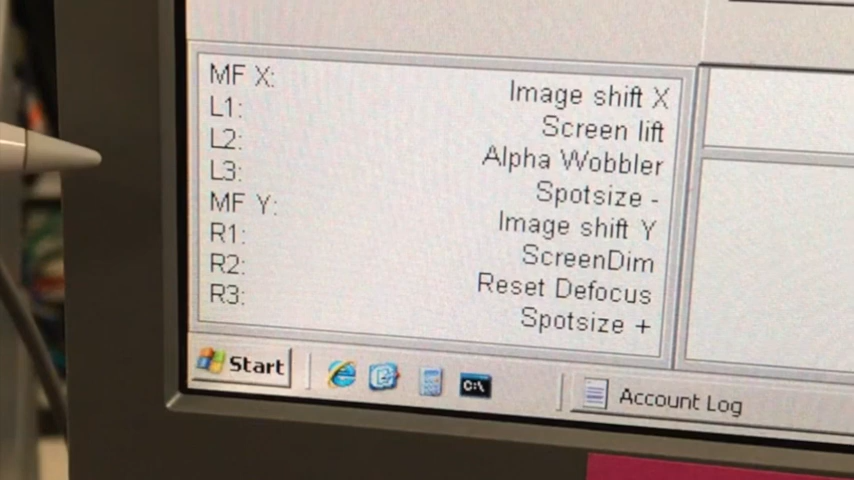 MF X: Image shift X
L1: Screen lift
L2: Alpha Wobbler
L3: Spotsize -
MF Y: Image shift Y
R1: ScreenDim
R2: Reset Defocus
R3: Spotsize +
Start C:\ Account Log